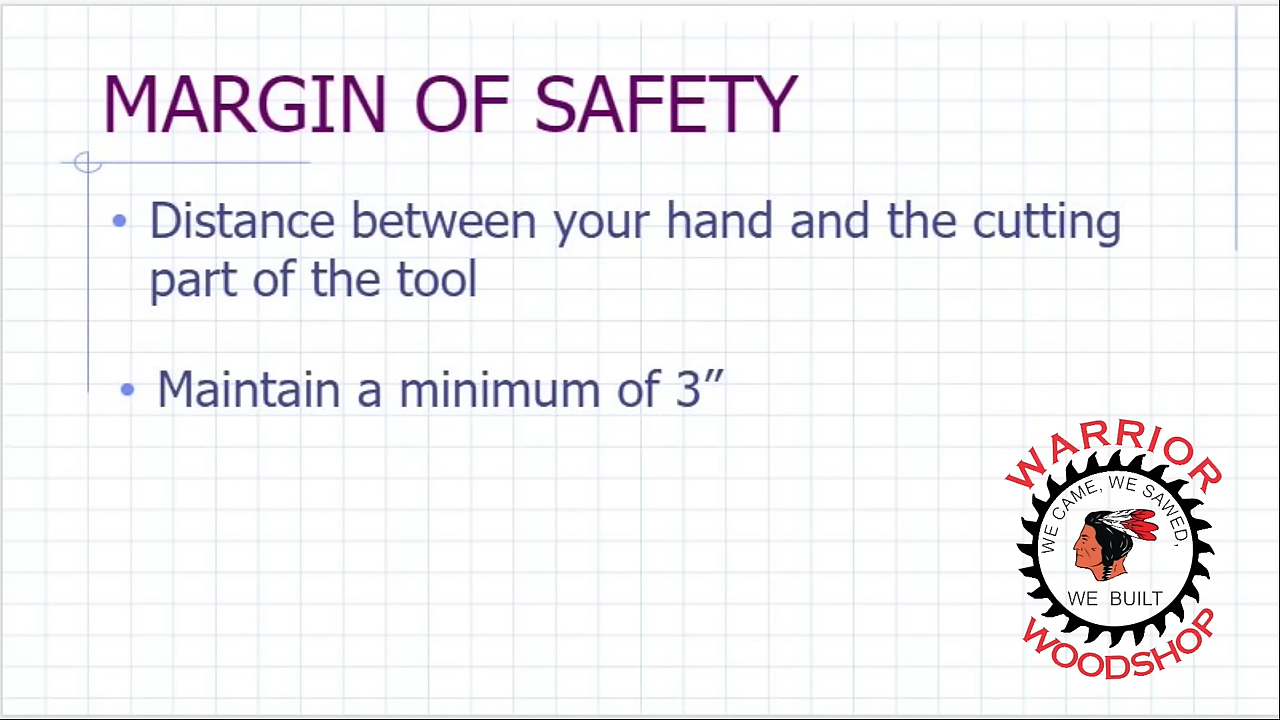 MARGIN OF SAFETY
• Distance between your hand and the cutting
part of the tool
• Maintain a minimum of 3”
WARRIOR
WE CAME, WE SAWED,
WE BUILT
WOODSHOP